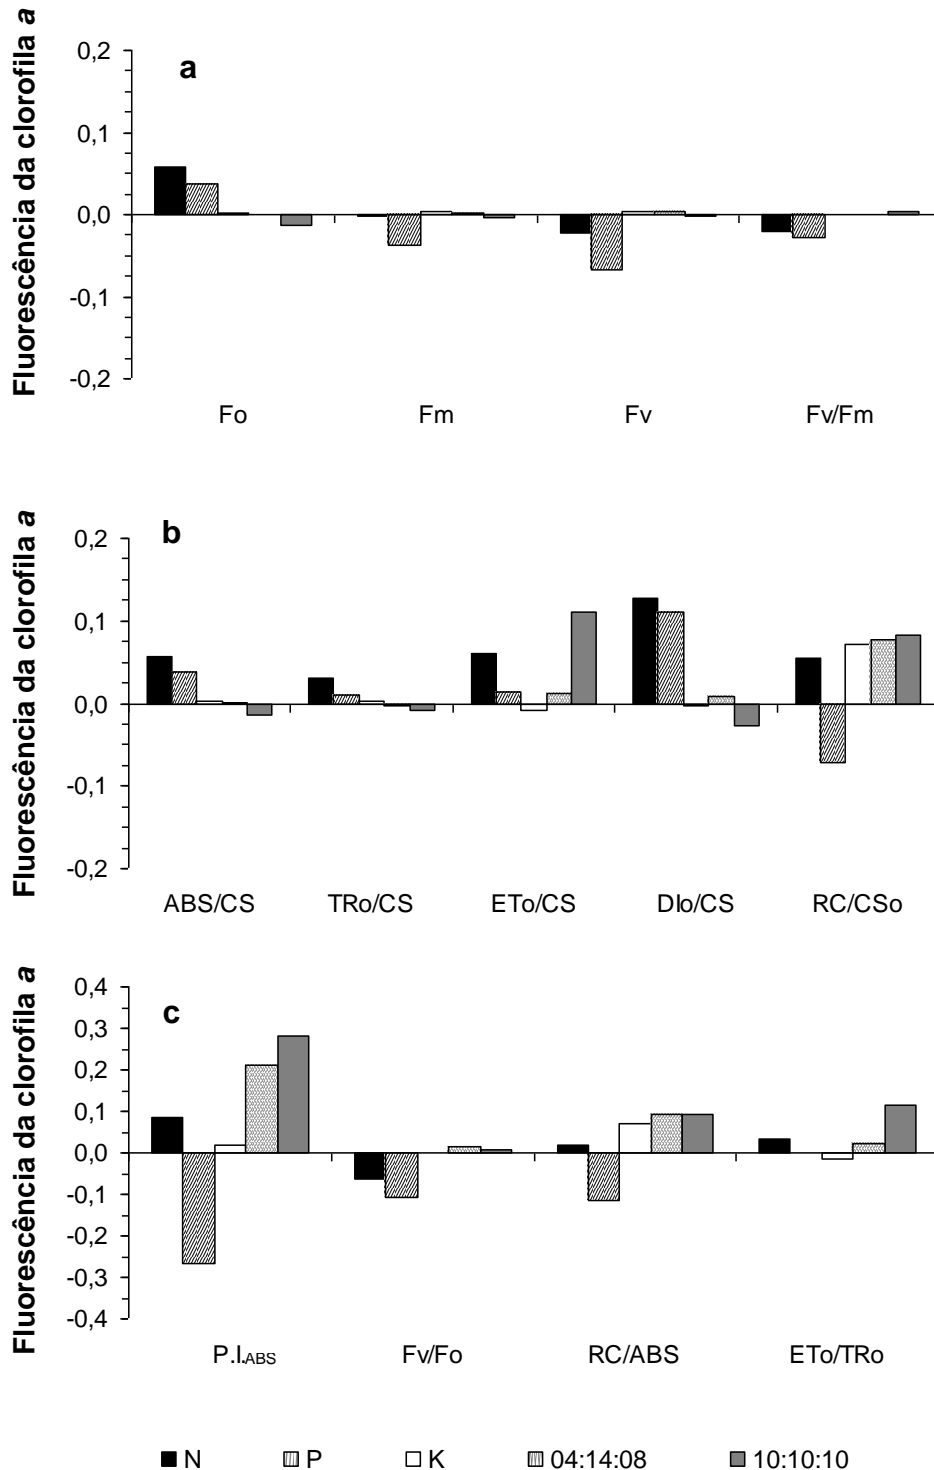 Fluorescência da clorofila a
a
0,2
0,1
0,0
-0,1
-0,2
Fo Fm Fv Fv/Fm
Fluorescência da clorofila a
b
0,2
0,1
0,0
-0,1
-0,2
ABS/CS TRo/CS ETo/CS DIo/CS RC/CSo
Fluorescência da clorofila a
c
0,4
0,3
0,2
0,1
0,0
-0,1
-0,2
-0,3
-0,4
P.I.ABS Fv/Fo RC/ABS ETo/TRo
N P K 04:14:08 10:10:10